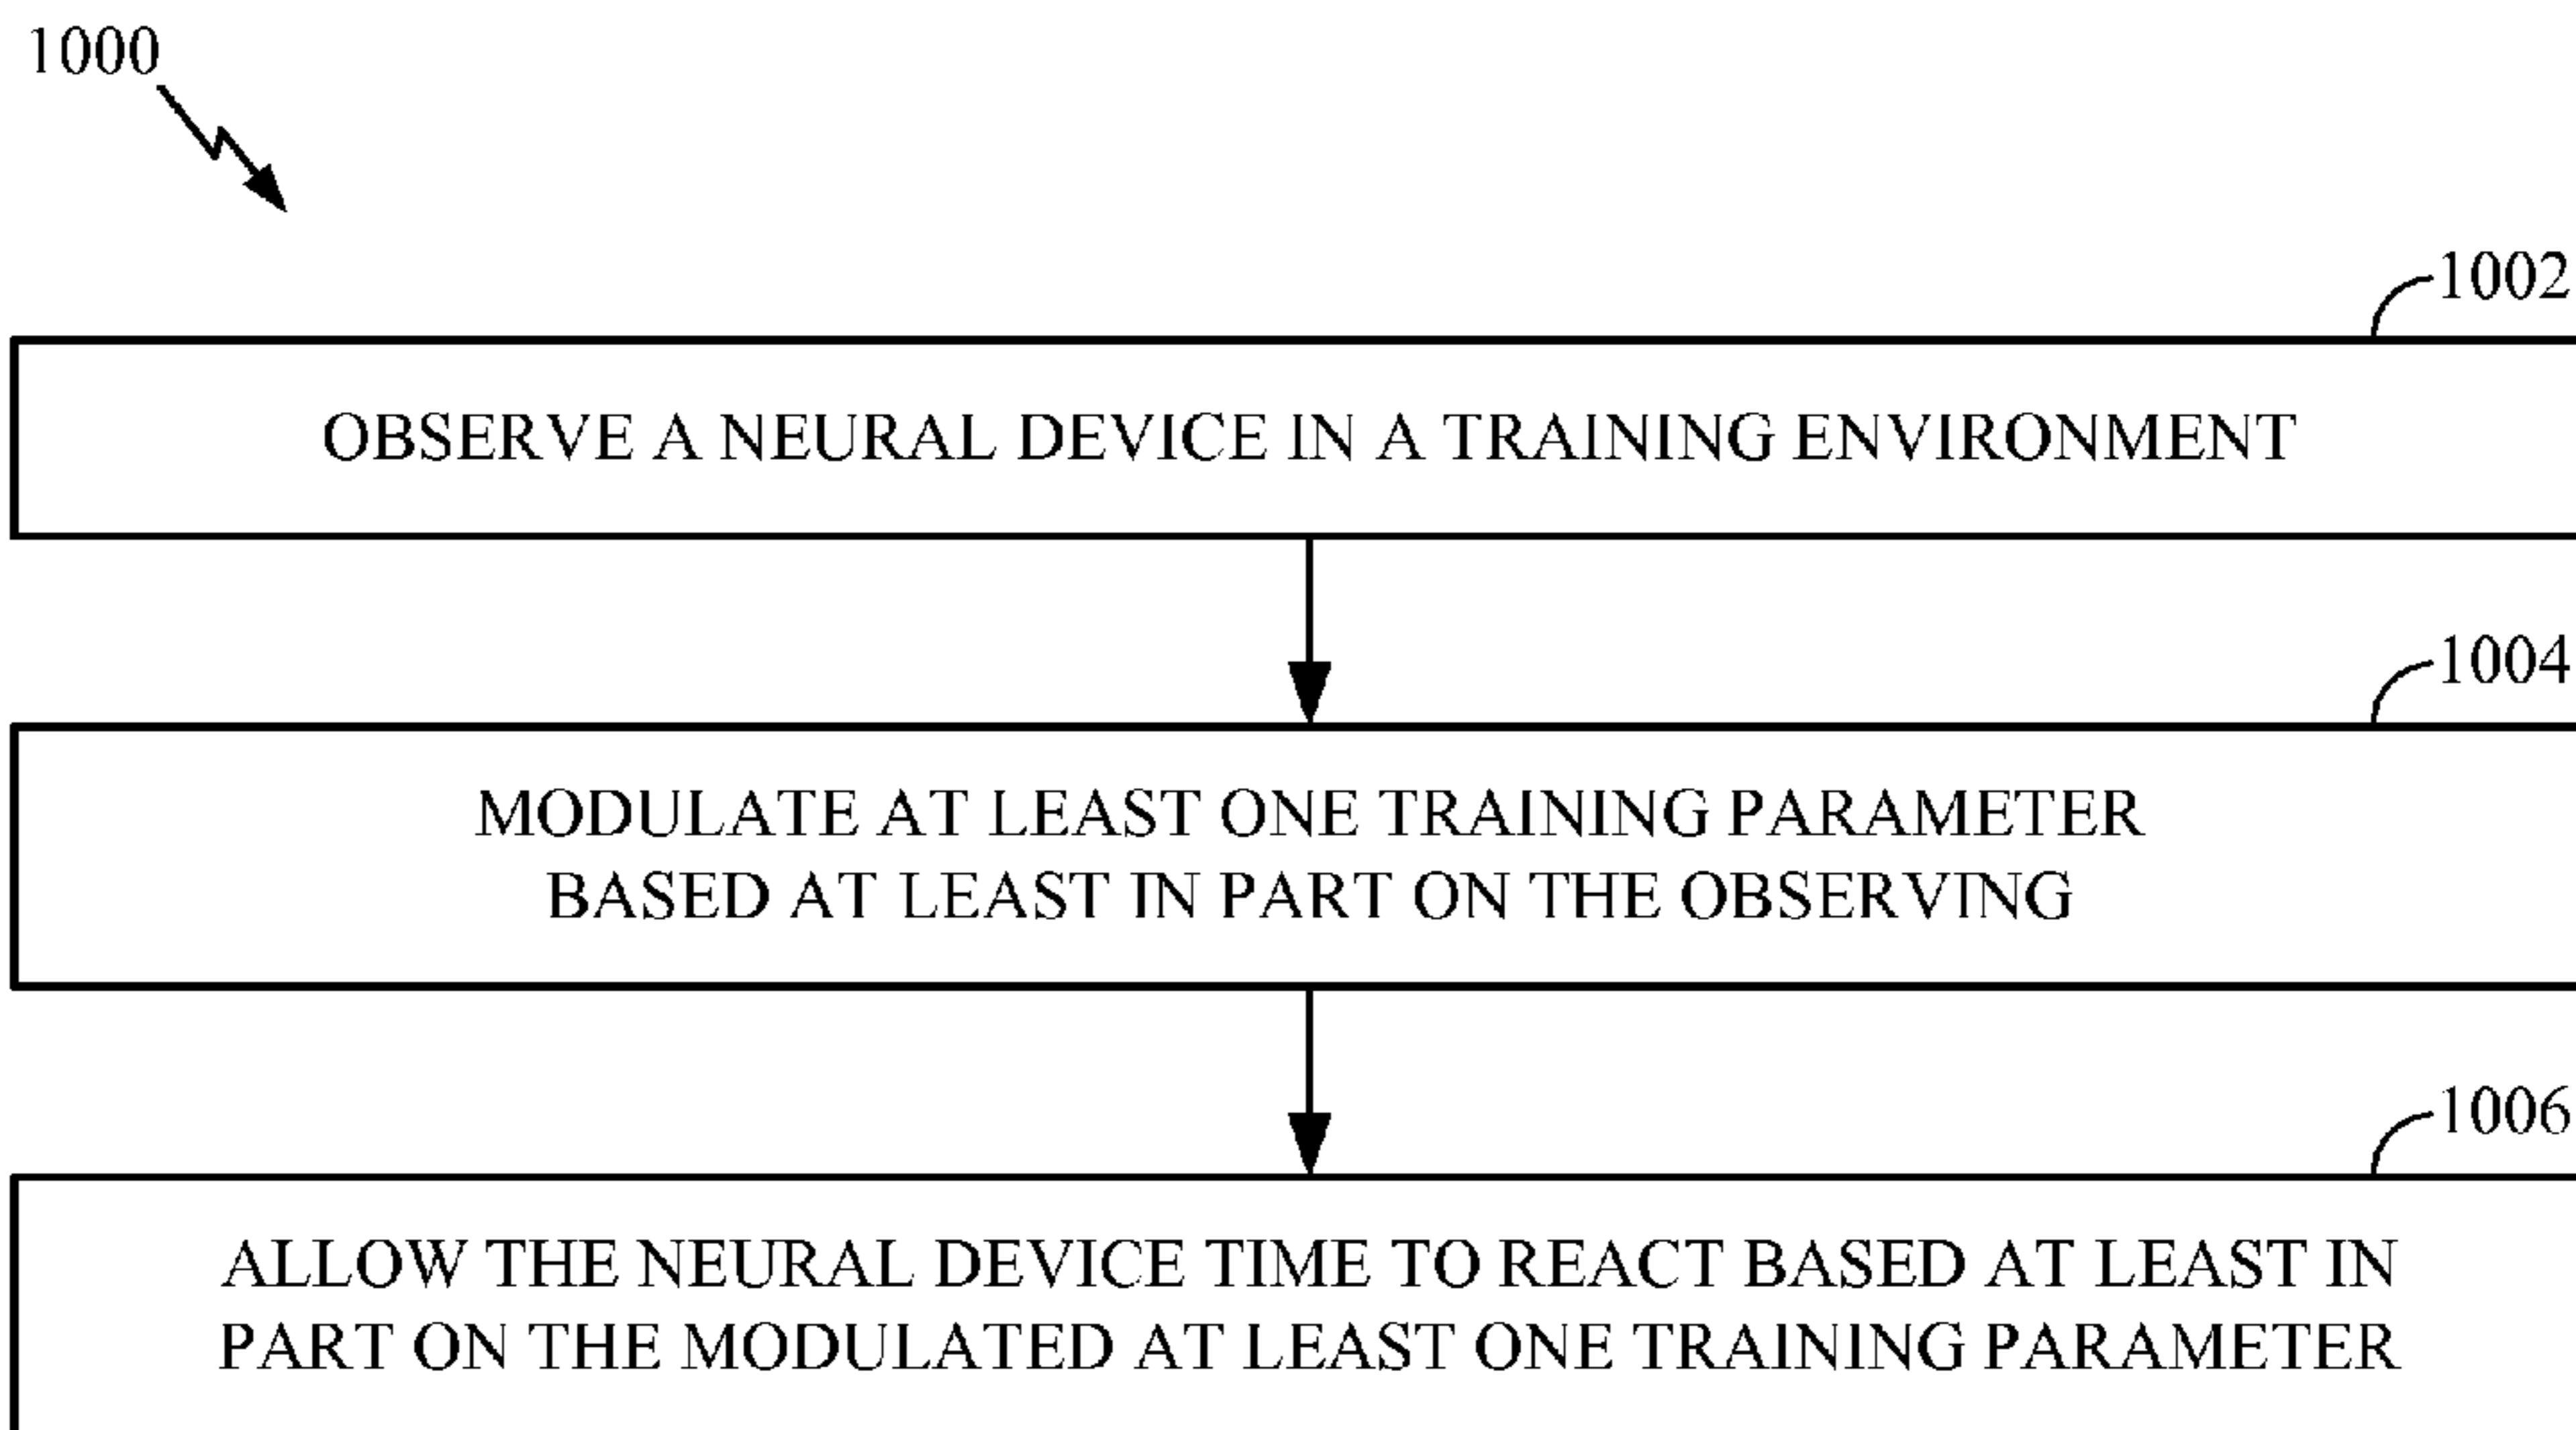 1000
1002
OBSERVE A NEURAL DEVICE IN A TRAINING ENVIRONMENT
1004
MODULATE AT LEAST ONE TRAINING PARAMETER
BASED AT LEAST IN PART ON THE OBSERVING
1006
ALLOW THE NEURAL DEVICE TIME TO REACT BASED AT LEAST IN
PART ON THE MODULATED AT LEAST ONE TRAINING PARAMETER